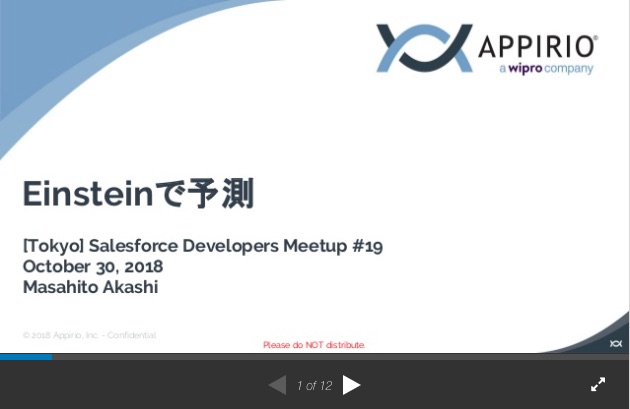 APPIRIO®
a wipro company
Einsteinで予測
[Tokyo] Salesforce Developers Meetup #19
October 30, 2018
Masahito Akashi
© 2018 Appirio, Inc. - Confidential
Please do NOT distribute.
1 of 12